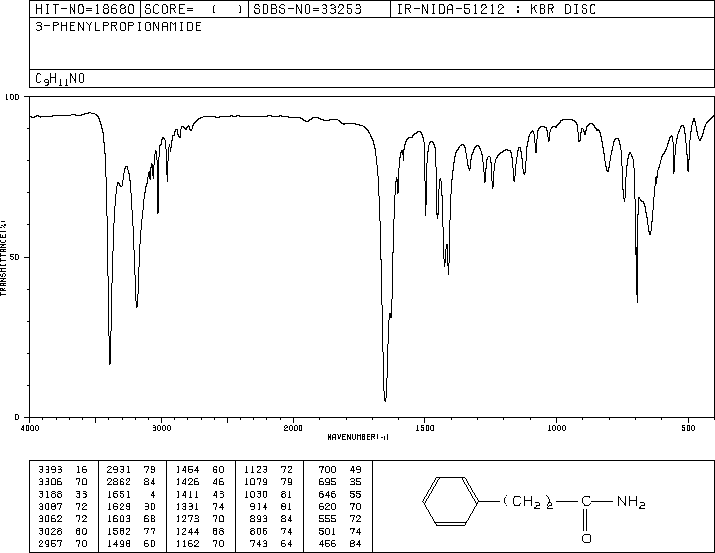 HIT-NO=18680 SCORE= ( ) SDBS-NO=33253 IR-NIDA-51212 : KBR DISC
3-PHENYLPROPIONAMIDE
C9H11NO
100
50
0
TRANSMITTANCE(%)
4000 3000 2000 1500 1000 500
WAVENUMBER(-1)
3393 16 2931 79 1454 60 1123 72 700 49
3306 70 2862 84 1426 46 1079 79 695 35
3188 33 1651 4 1411 43 1030 81 646 55
3087 72 1629 30 1331 74 914 81 620 70
3062 72 1603 68 1273 70 893 84 555 72
3028 60 1582 77 1244 68 806 74 501 74
2957 70 1498 60 1162 70 743 64 456 84
(CH2)2 C NH2
O